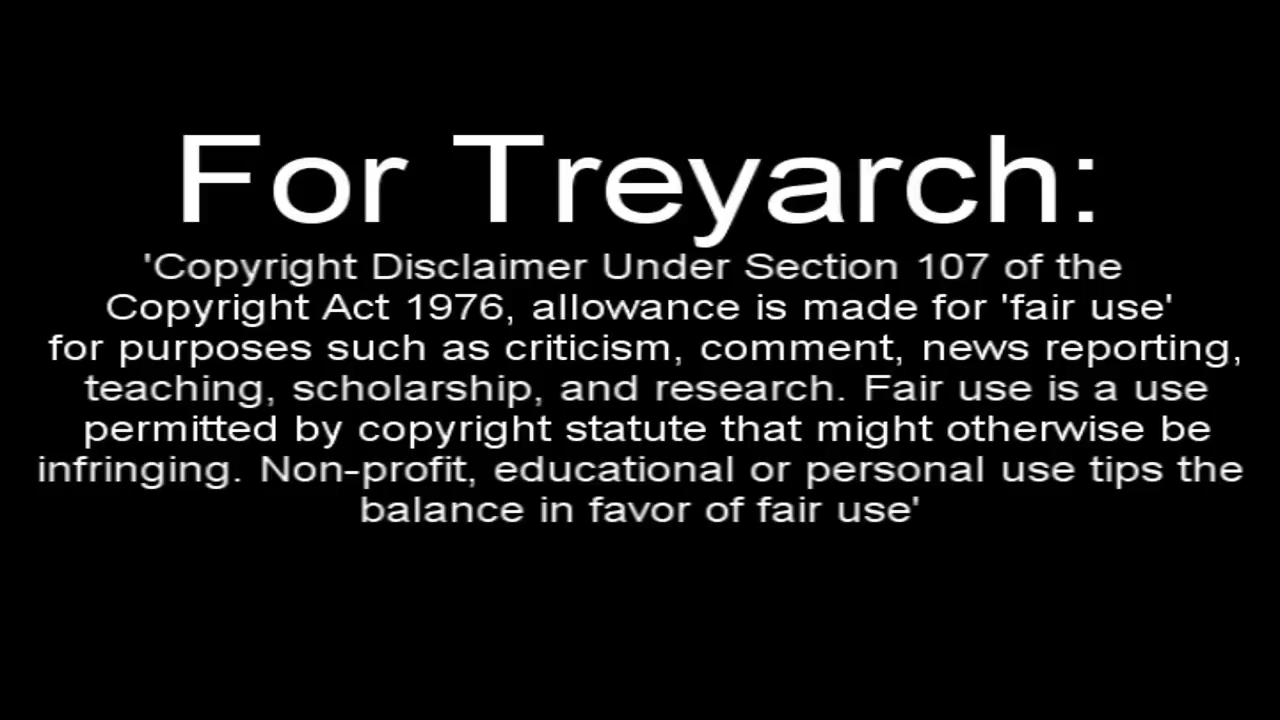 For Treyarch:
'Copyright Disclaimer Under Section 107 of the
Copyright Act 1976, allowance is made for 'fair use'
for purposes such as criticism, comment, news reporting,
teaching, scholarship, and research. Fair use is a use
permitted by copyright statute that might otherwise be
infringing. Non-profit, educational or personal use tips the
balance in favor of fair use'